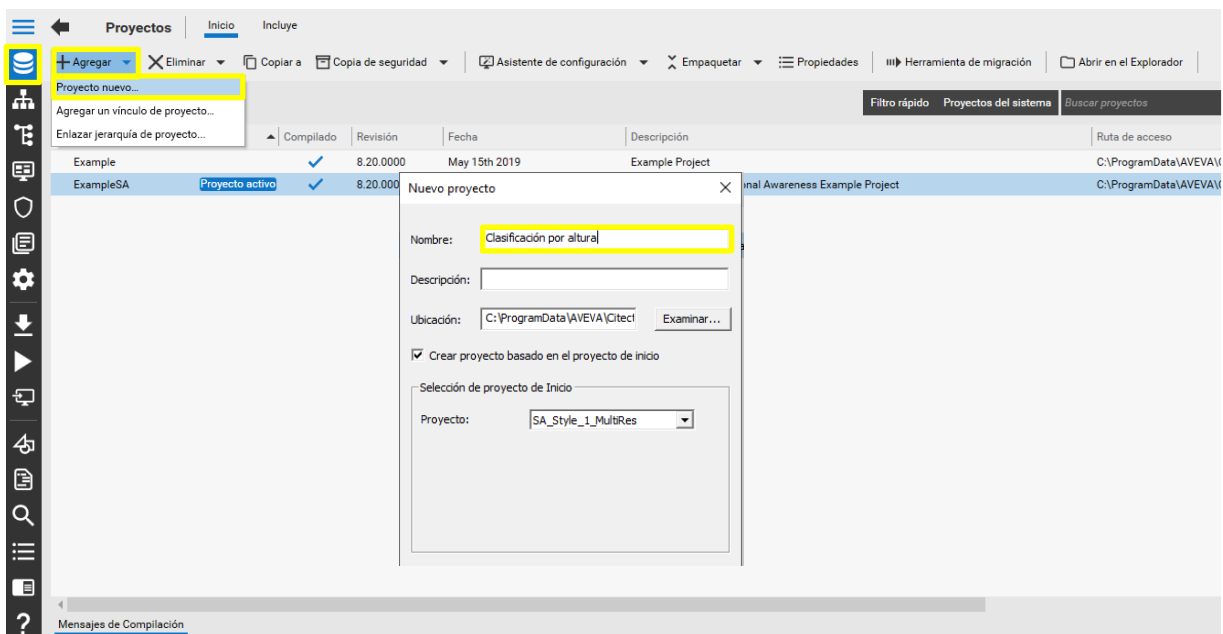 Proyectos Inicio Incluye
Agregar Eliminar Copiar a Copia de seguridad Asistente de configuración Empaquetar Propiedades Herramienta de migración Abrir en el Explorador
Proyecto nuevo...
Agregar un vínculo de proyecto...
Enlazar jerarquía de proyecto...
Filtro rápido Proyectos del sistema Buscar proyectos
Compilado Revisión Fecha Descripción Ruta de acceso
Example 8.20.0000 May 15th 2019 Example Project C:\ProgramData\AVEVA\
ExampleSA Proyecto activo 8.20.000 onal Awareness Example Project C:\ProgramData\AVEVA\
Nuevo proyecto
Nombre: Clasificación por altura
Descripción:
Ubicación: C:\ProgramData\AVEVA\Citect Examinar...
Crear proyecto basado en el proyecto de inicio
Selección de proyecto de Inicio
Proyecto: SA_Style_1_MultiRes
Mensajes de Compilación